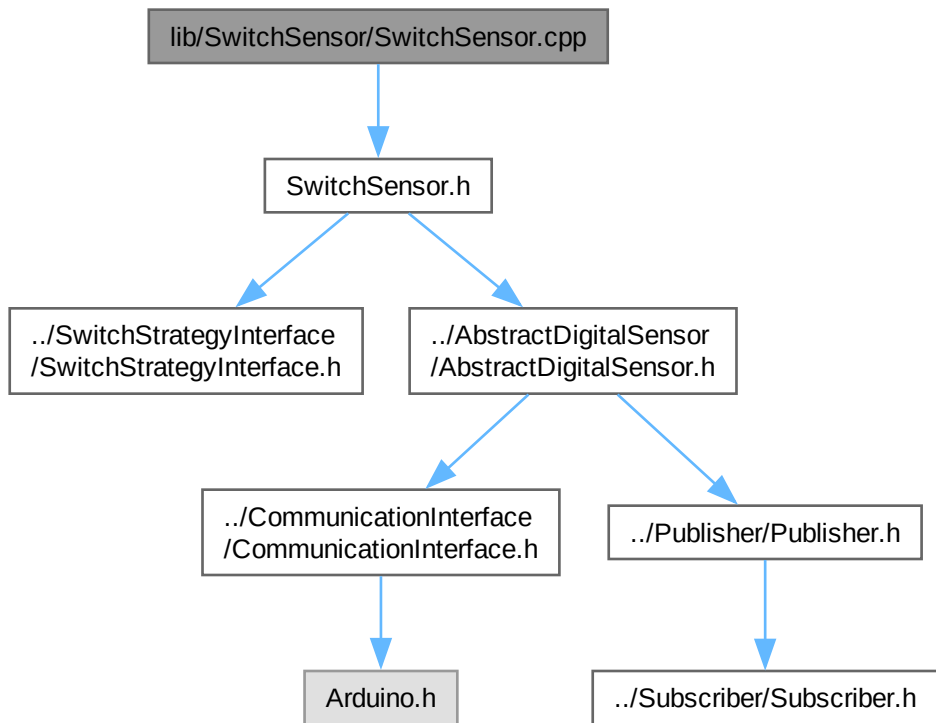 lib/SwitchSensor/SwitchSensor.cpp
SwitchSensor.h
../SwitchStrategyInterface
/SwitchStrategyInterface.h
../AbstractDigitalSensor
/AbstractDigitalSensor.h
../CommunicationInterface
/CommunicationInterface.h
../Publisher/Publisher.h
Arduino.h
../Subscriber/Subscriber.h